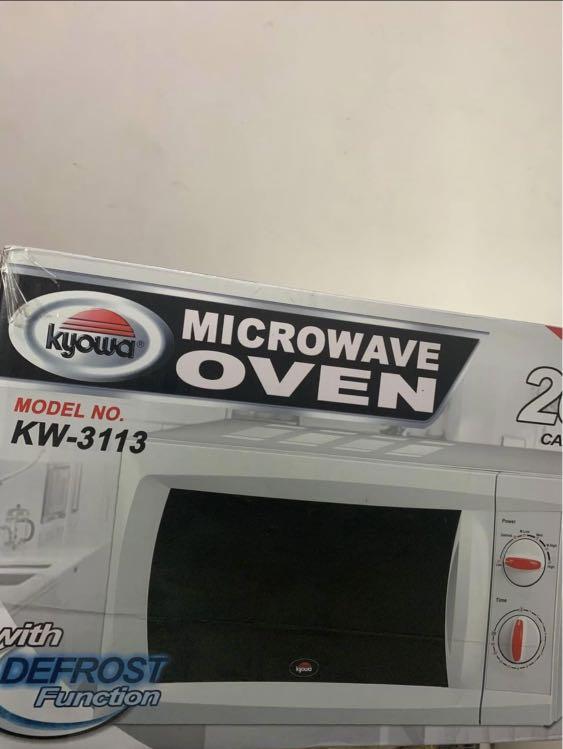 kyowa®
MICROWAVE
OVEN
MODEL NO.
KW-3113
Power
Time
with
DEFROST
Function
kyowa